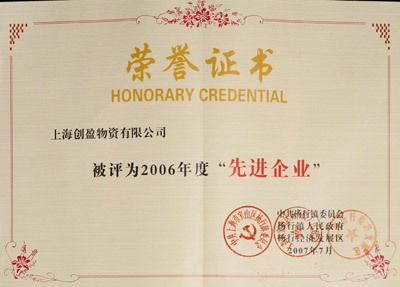 荣誉证书
HONORARY CREDENTIAL
上海创盈物资有限公司
被评为2006年度“先进企业”
中共杨行镇委员会
杨行镇人民政府
杨行经济发展区
2007年7月